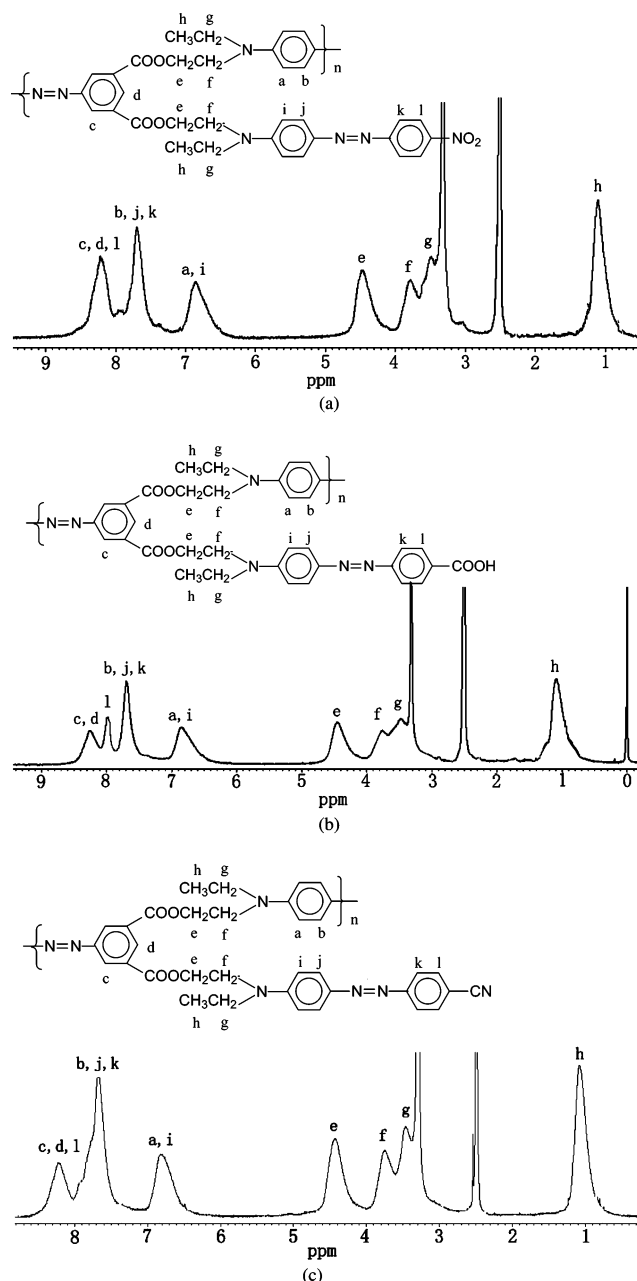 h g
CH₃CH₂
COOCH₂CH₂ N
e f a b n
N=N d
c e f i j k l
COOCH₂CH₂ N N=N NO₂
CH₃CH₂
h g
h
b, j, k
c, d, l
g
a, i e f
9 8 7 6 5 4 3 2 1
ppm
(a)
h g
CH₃CH₂
N
COOCH₂CH₂ n
e f a b
N=N d
e f i j k l
c
COOCH₂CH₂ N N=N COOH
CH₃CH₂
h g
b, j, k h
l
c, d a, i e f g
9 8 7 6 5 4 3 2 1 0
ppm
(b)
h g
CH₃CH₂
N
COOCH₂CH₂ n
e f a b
N=N d
e f i j k l
c
COOCH₂CH₂ N N=N CN
CH₃CH₂
h g
b, j, k h
e g
c, d, l a, i f
8 7 6 5 4 3 2 1
ppm
(c)